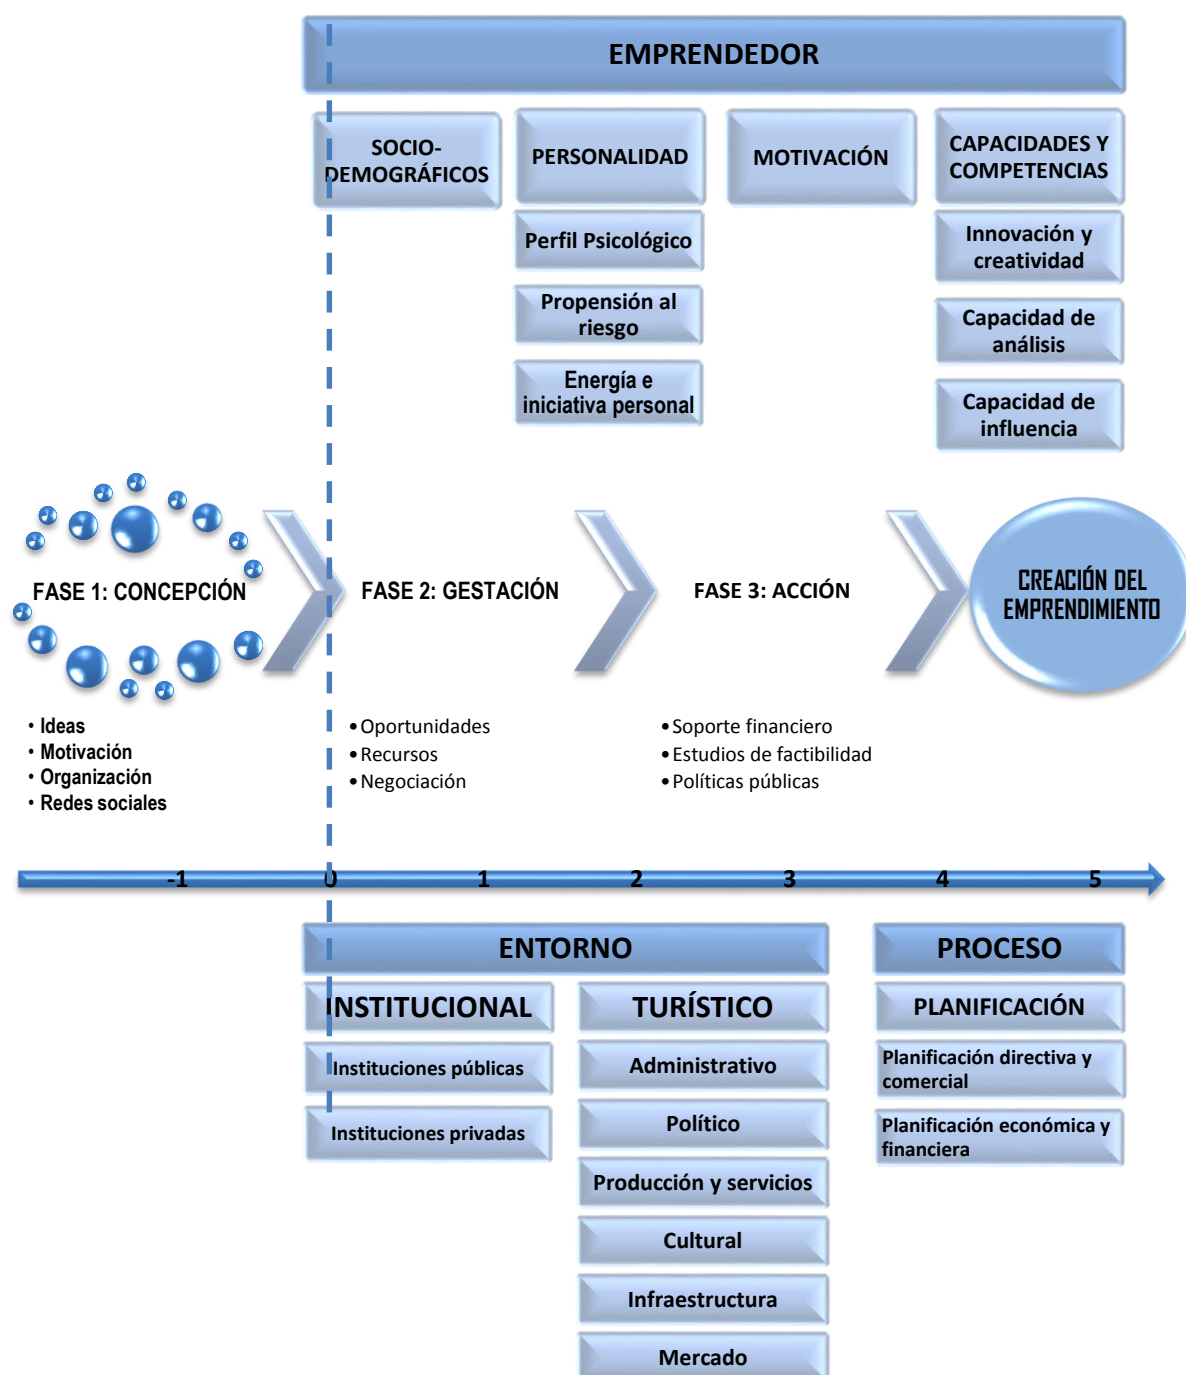 EMPRENDEDOR
SOCIO-
DEMOGRÁFICOS
PERSONALIDAD
MOTIVACIÓN
CAPACIDADES Y
COMPETENCIAS
Perfil Psicológico
Propensión al
riesgo
Energía e
iniciativa personal
Innovación y
creatividad
Capacidad de
análisis
Capacidad de
influencia
FASE 1: CONCEPCIÓN
FASE 2: GESTACIÓN
FASE 3: ACCIÓN
CREACIÓN DEL
EMPRENDIMIENTO
• Ideas
• Motivación
• Organización
• Redes sociales
• Oportunidades
• Recursos
• Negociación
• Soporte financiero
• Estudios de factibilidad
• Políticas públicas
-1 0 1 2 3 4 5
ENTORNO
INSTITUCIONAL
Instituciones públicas
Instituciones privadas
TURÍSTICO
Administrativo
Político
Producción y servicios
Cultural
Infraestructura
Mercado
PROCESO
PLANIFICACIÓN
Planificación directiva y
comercial
Planificación económica y
financiera